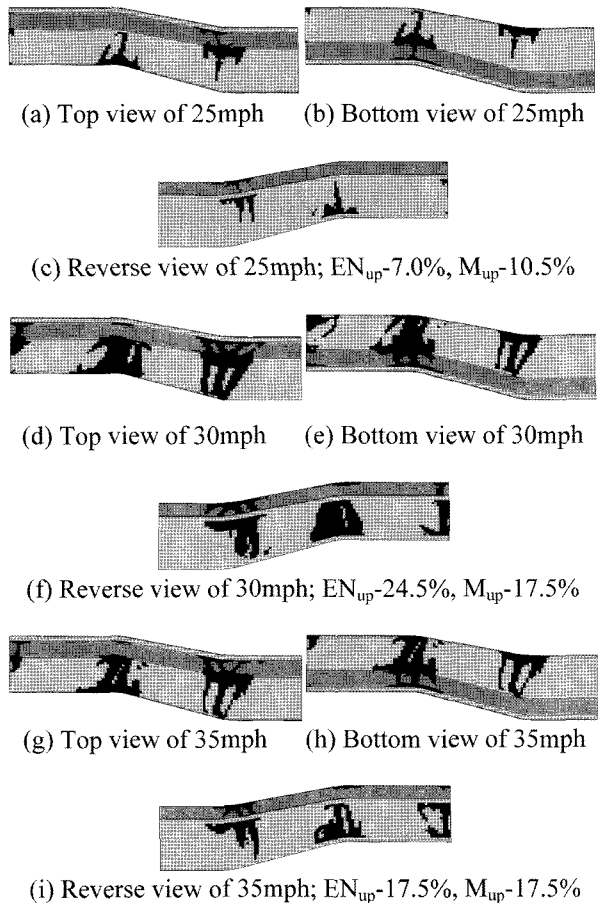 (a) Top view of 25mph (b) Bottom view of 25mph
(c) Reverse view of 25mph; ENup-7.0%, Mup-10.5%
(d) Top view of 30mph (e) Bottom view of 30mph
(f) Reverse view of 30mph; ENup-24.5%, Mup-17.5%
(g) Top view of 35mph (h) Bottom view of 35mph
(i) Reverse view of 35mph; ENup-17.5%, Mup-17.5%